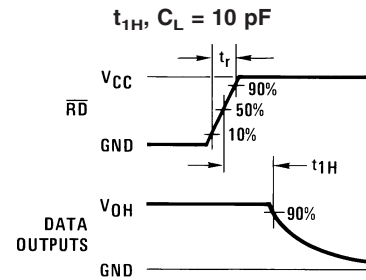 t1H, CL = 10 pF
tr
VCC
90%
RD
50%
10%
GND
t1H
VOH
90%
DATA
OUTPUTS
GND